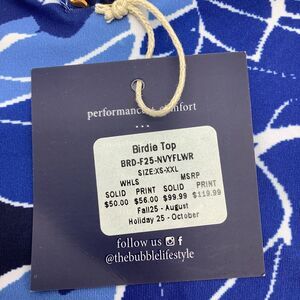 performance & comfort
Birdie Top
BRD-F25-NVYFLWR
SIZE:XS-XXL
WHLS MSRP
SOLID PRINT SOLID PRINT
$50.00 $56.00 $99.99 $119.99
Fall25 - August
Holiday 25 - October
follow us
@thebubblelifestyle